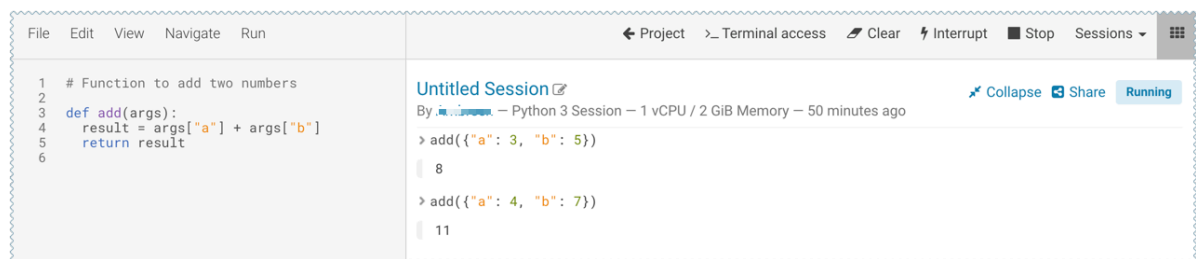 File Edit View Navigate Run
Project >_ Terminal access Clear Interrupt Stop Sessions
1 # Function to add two numbers
2
3 def add(args):
4 result = args["a"] + args["b"]
5 return result
6
Untitled Session
Collapse Share Running
By — Python 3 Session — 1 vCPU / 2 GiB Memory — 50 minutes ago
> add({"a": 3, "b": 5})
8
> add({"a": 4, "b": 7})
11